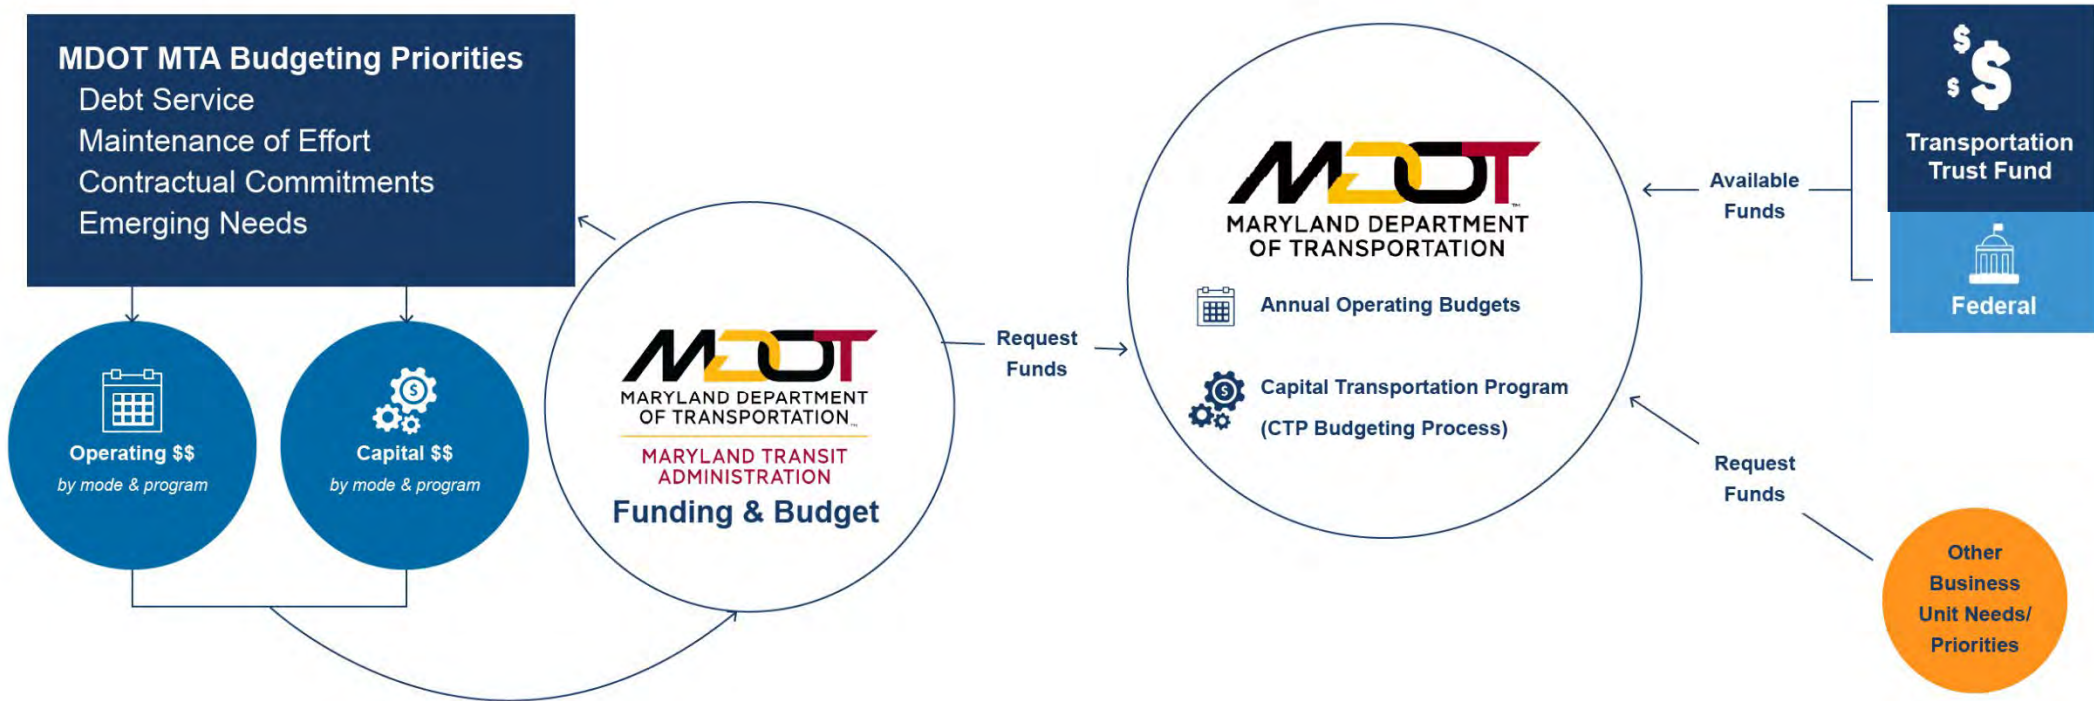 MDOT MTA Budgeting Priorities
Debt Service
Maintenance of Effort
Contractual Commitments
Emerging Needs
Operating $$
by mode & program
Capital $$
by mode & program
MDOT
MARYLAND DEPARTMENT
OF TRANSPORTATION™
MARYLAND TRANSIT
ADMINISTRATION
Funding & Budget
Request
Funds
MDOT™
MARYLAND DEPARTMENT
OF TRANSPORTATION
Annual Operating Budgets
Capital Transportation Program
(CTP Budgeting Process)
Available
Funds
$
$
$
Transportation
Trust Fund
Federal
Request
Funds
Other
Business
Unit Needs/
Priorities